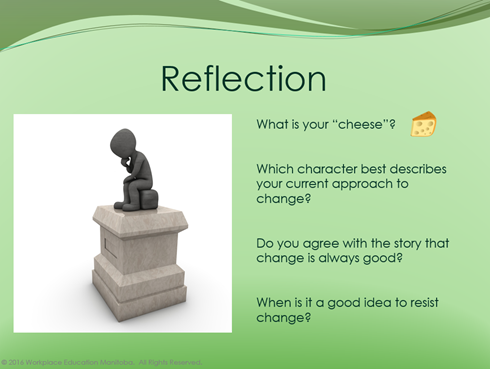 Reflection
What is your “cheese”?
Which character best describes
your current approach to
change?
Do you agree with the story that
change is always good?
When is it a good idea to resist
change?
© 2016 Workplace Education Manitoba. All Rights Reserved.